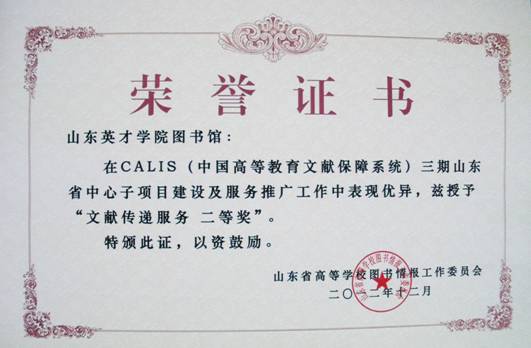 荣誉证书
山东英才学院图书馆：
在CALIS（中国高等教育文献保障系统）三期山东
省中心子项目建设及服务推广工作中表现优异，兹授予
“文献传递服务 二等奖”。
特颁此证，以资鼓励。
山东省高等学校图书情报工作委员会
二〇一二年十二月